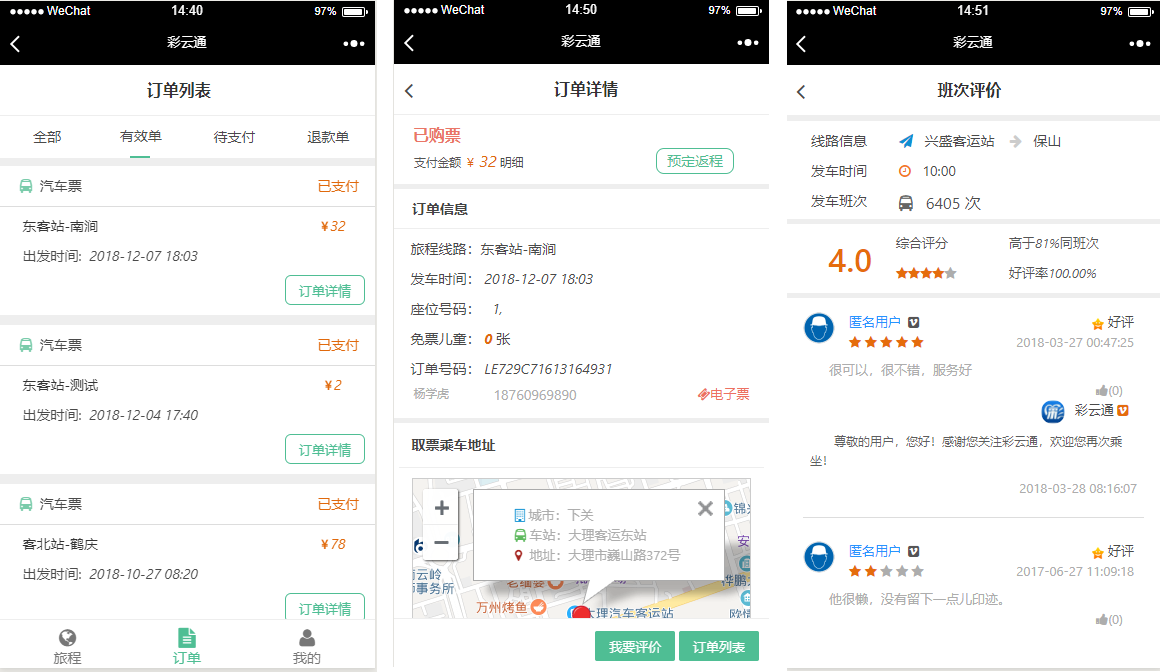 WeChat 14:40 97%
彩云通
订单列表
全部 有效单 待支付 退款单
汽车票 已支付
东客站-南涧 ¥32
出发时间: 2018-12-07 18:03
订单详情
汽车票 已支付
东客站-测试 ¥2
出发时间: 2018-12-04 17:40
订单详情
汽车票 已支付
客北站-鹤庆 ¥78
出发时间: 2018-10-27 08:20
订单详情
旅程 订单 我的
WeChat 14:50 97%
彩云通
订单详情
已购票
支付金额 ¥ 32 明细
预定返程
订单信息
旅程线路: 东客站-南涧
发车时间: 2018-12-07 18:03
座位号码: 1,
免票儿童: 0 张
订单号码: LE729C71613164931
杨学虎 18760969890 电子票
取票乘车地址
+
−
城市: 下关
车站: 大理客运东站
地址: 大理市巍山路372号
云岭
事务所
老细婆
万州烤鱼
大理汽车客运站
锦
安
桦鹏
欧情
我要评价 订单列表
WeChat 14:51 97%
彩云通
班次评价
线路信息 兴盛客运站 保山
发车时间 10:00
发车班次 6405 次
4.0
综合评分 高于81%同班次
好评率100.00%
匿名用户 好评
2018-03-27 00:47:25
很可以，很不错，服务好
(0)
彩云通
尊敬的用户，您好！感谢您关注彩云通，欢迎您再次乘
坐！
2018-03-28 08:16:07
匿名用户 好评
2017-06-27 11:09:18
他很懒，没有留下一点儿印迹。
(0)